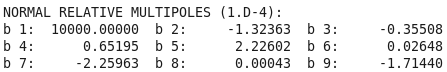 NORMAL RELATIVE MULTIPOLES (1.D-4):
b 1:  10000.00000  b 2:     -1.32363  b 3:     -0.35508
b 4:      0.65195  b 5:      2.22602  b 6:      0.02648
b 7:     -2.25963  b 8:      0.00043  b 9:     -1.71440